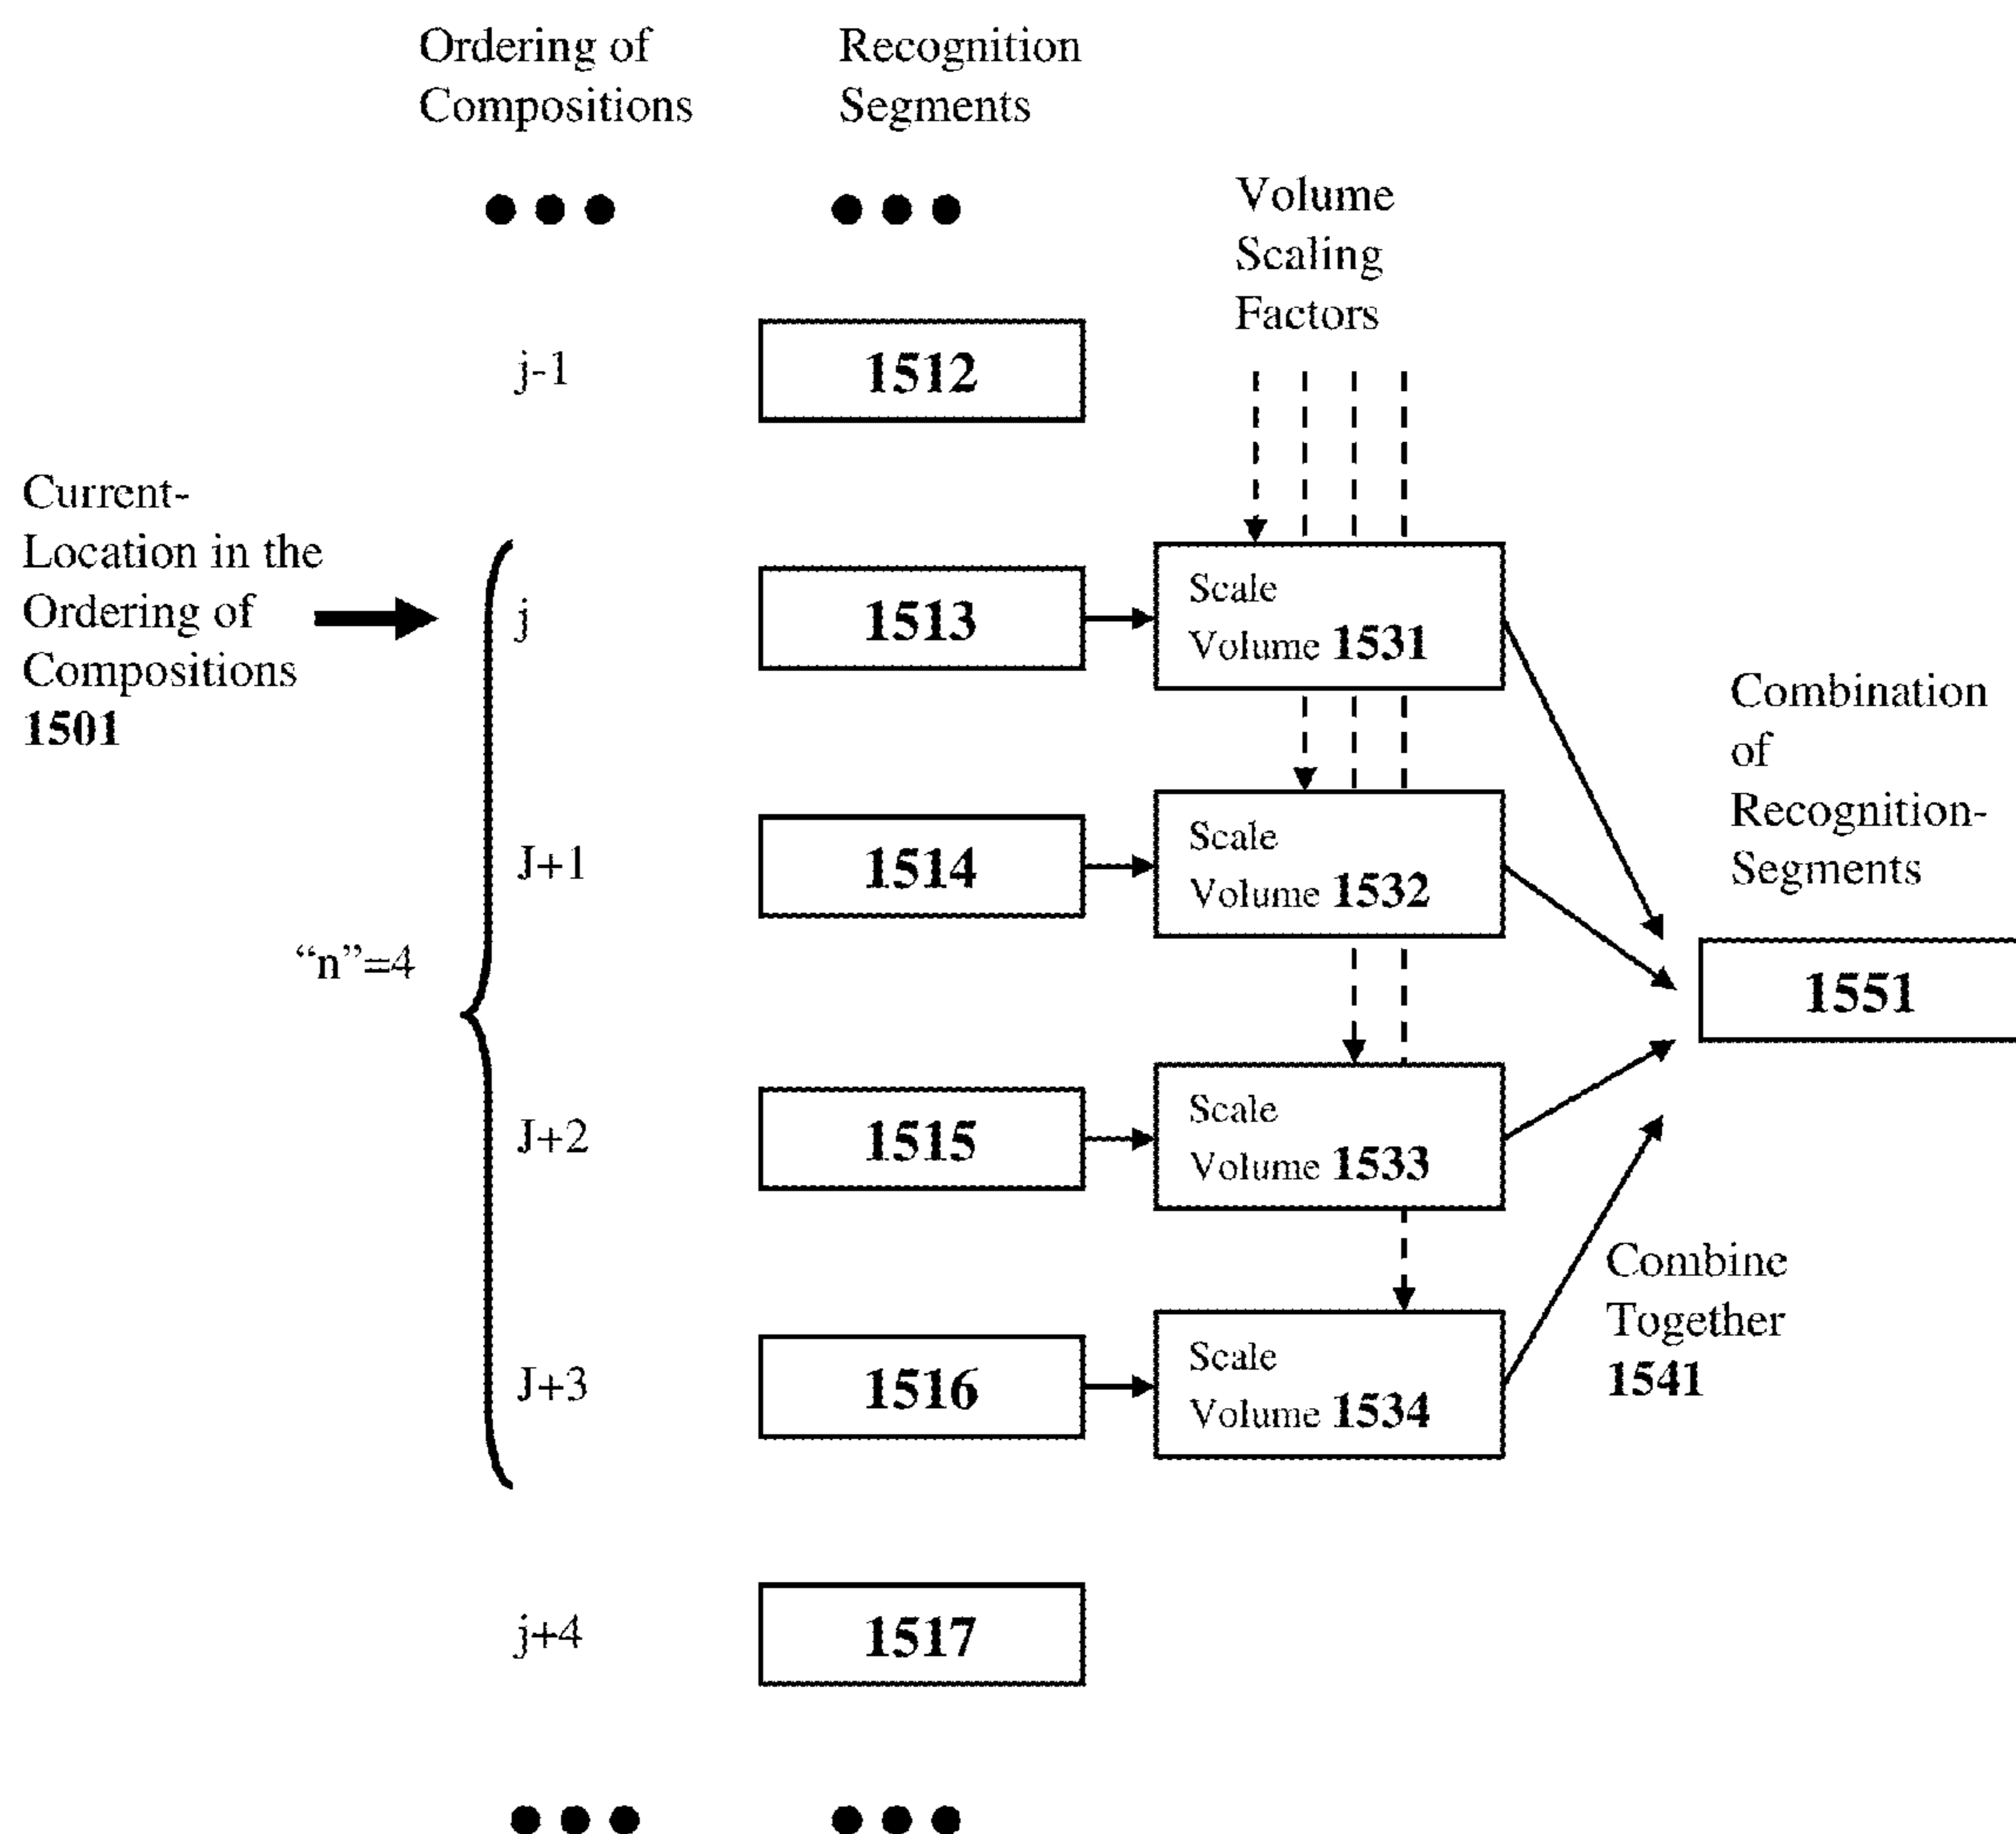 Ordering of
Compositions
Recognition
Segments
Volume
Scaling
Factors
j-1
1512
Current-
Location in the
Ordering of
Compositions
1501
j
1513
Scale
Volume 1531
J+1
1514
Scale
Volume 1532
Combination
of
Recognition-
Segments
"n"=4
1551
J+2
1515
Scale
Volume 1533
J+3
1516
Scale
Volume 1534
Combine
Together
1541
j+4
1517